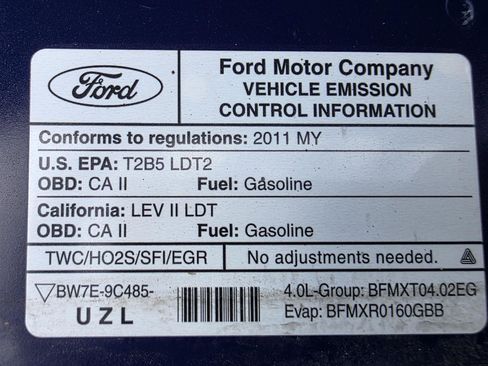 Ford
Ford Motor Company
VEHICLE EMISSION
CONTROL INFORMATION
Conforms to regulations: 2011 MY
U.S. EPA: T2B5 LDT2
OBD: CA II Fuel: Gasoline
California: LEV II LDT
OBD: CA II Fuel: Gasoline
TWC/HO2S/SFI/EGR No adjustments needed.
BW7E-9C485- 4.0L-Group: BFMXT04.02EG
UZL Evap: BFMXR0160GBB